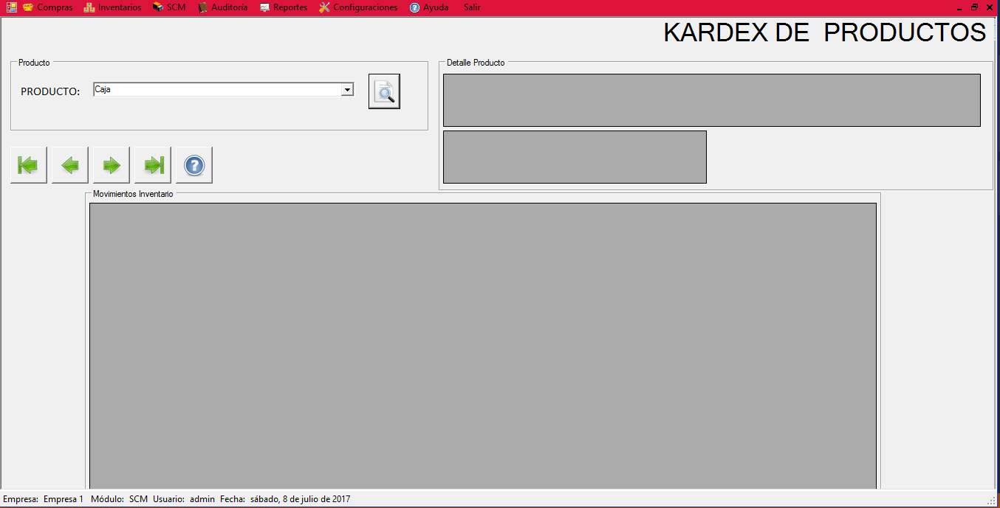 Compras Inventarios SCM Auditoría Reportes Configuraciones Ayuda Salir
KARDEX DE PRODUCTOS
Producto
PRODUCTO: Caja
Detalle Producto
Movimientos Inventario
Empresa: Empresa 1 Módulo: SCM Usuario: admin Fecha: sábado, 8 de julio de 2017